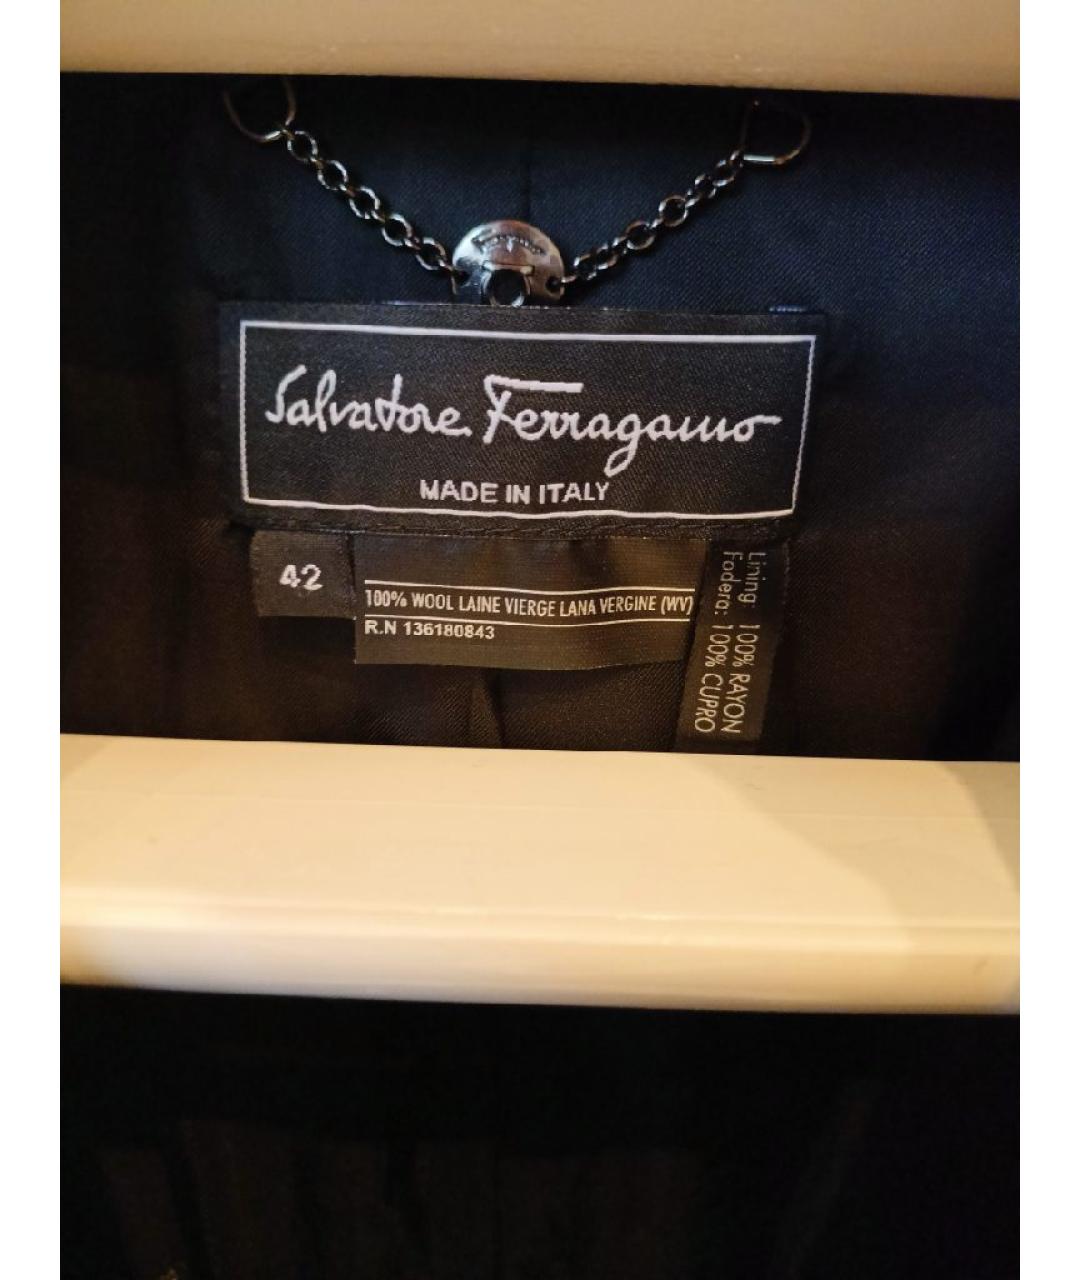 Salvatore Ferragamo
MADE IN ITALY
42
100% WOOL LAINE VIERGE LANA VERGINE (WV)
R.N 136180843
Lining: 100% RAYON
Fodera: 100% CUPRO